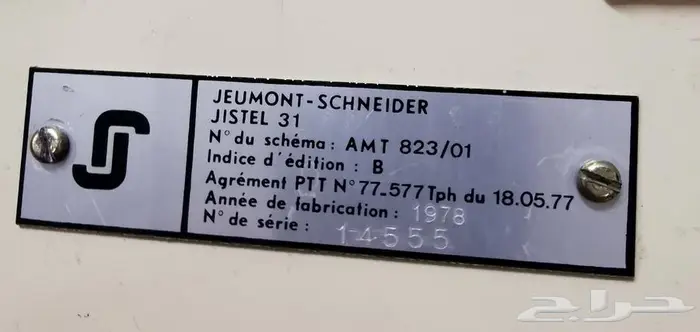 JEUMONT-SCHNEIDER
JISTEL 31
N° du schéma : AMT 823/01
Indice d'édition : B
Agrément PTT N°77-577 Tph du 18.05.77
Année de fabrication : 1978
N° de série : 14555
حراج